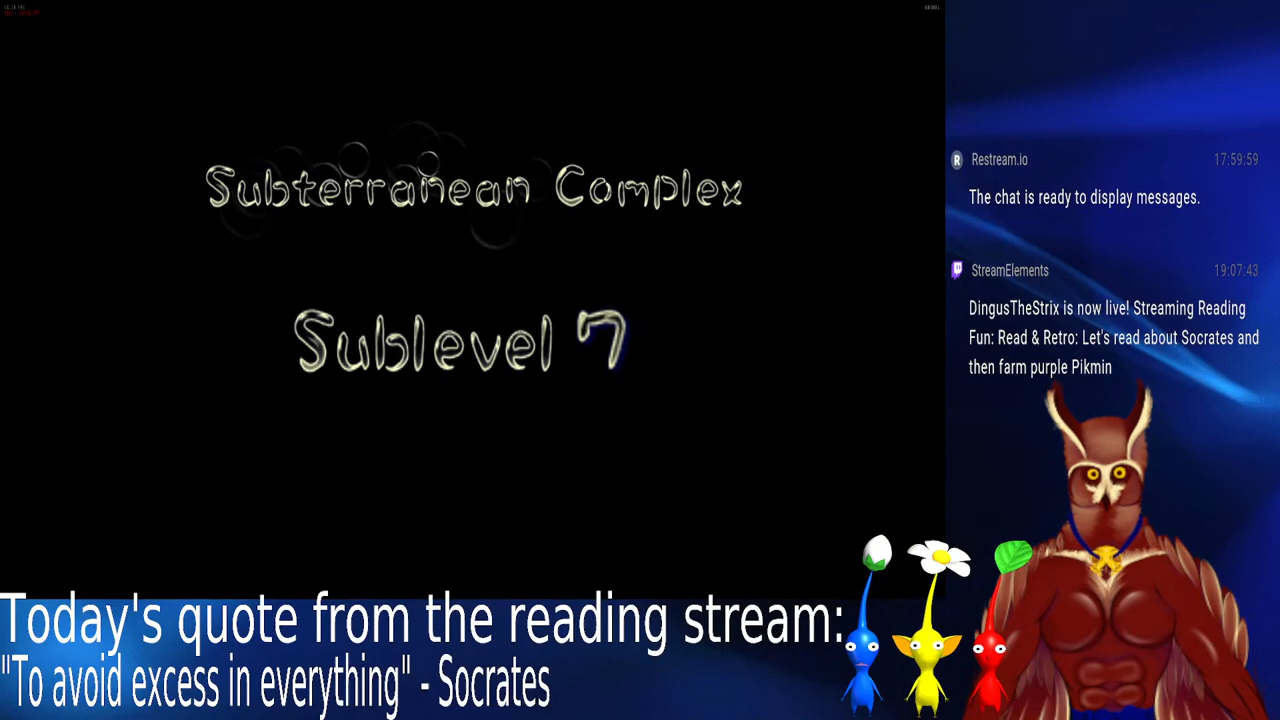 Subterranean Complex
Sublevel 7
Restream.io 17:59:59
The chat is ready to display messages.
StreamElements 19:07:43
DingusTheStrix is now live! Streaming Reading
Fun: Read & Retro: Let's read about Socrates and
then farm purple Pikmin
Today's quote from the reading stream:
"To avoid excess in everything" - Socrates